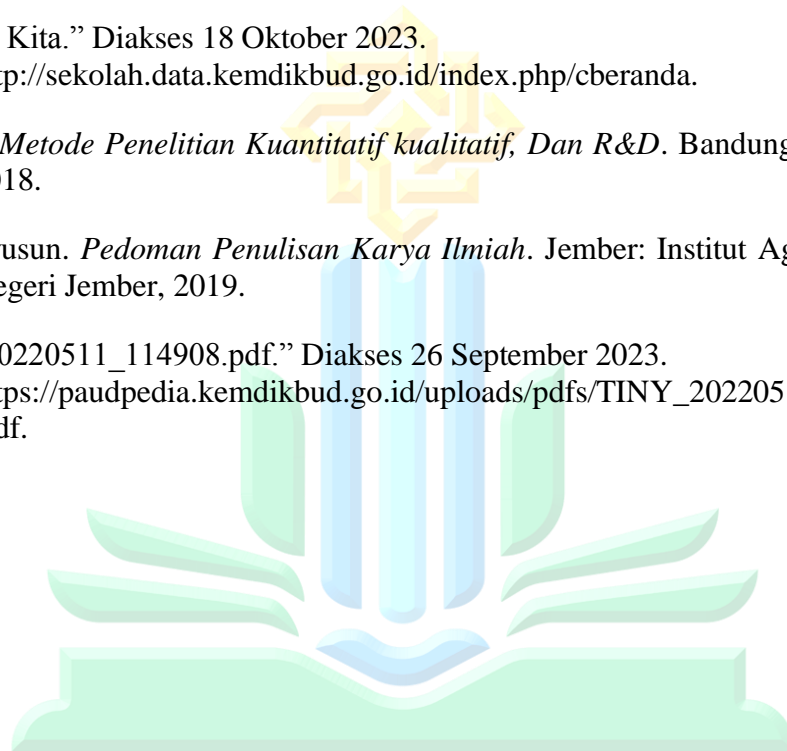 Kita.” Diakses 18 Oktober 2023.
tp://sekolah.data.kemdikbud.go.id/index.php/cberanda.
Metode Penelitian Kuantitatif kualitatif, Dan R&D. Bandung
018.
usun. Pedoman Penulisan Karya Ilmiah. Jember: Institut Ag
egeri Jember, 2019.
0220511_114908.pdf.” Diakses 26 September 2023.
tps://paudpedia.kemdikbud.go.id/uploads/pdfs/TINY_202205
df.